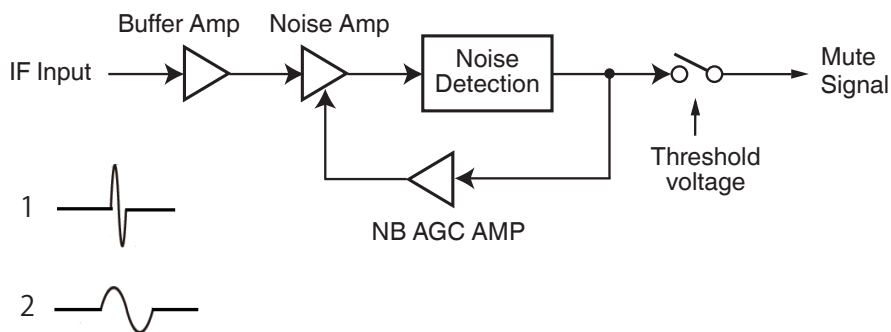 Buffer Amp
Noise Amp
IF Input
Noise
Detection
Mute
Signal
Threshold
voltage
NB AGC AMP
1
2